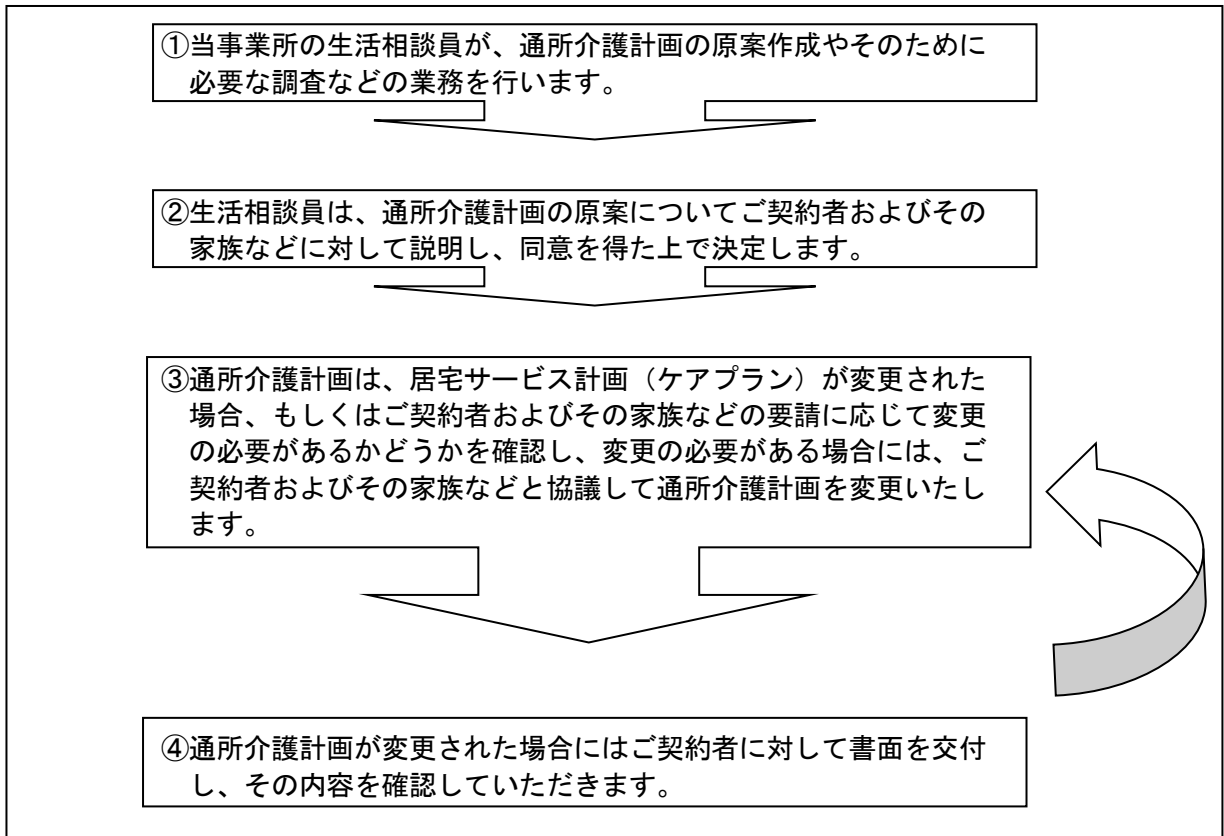 ①当事業所の生活相談員が、通所介護計画の原案作成やそのために
必要な調査などの業務を行います。
②生活相談員は、通所介護計画の原案についてご契約者およびその
家族などに対して説明し、同意を得た上で決定します。
③通所介護計画は、居宅サービス計画（ケアプラン）が変更された
場合、もしくはご契約者およびその家族などの要請に応じて変更
の必要があるかどうかを確認し、変更の必要がある場合には、ご
契約者およびその家族などと協議して通所介護計画を変更いたし
ます。
④通所介護計画が変更された場合にはご契約者に対して書面を交付
し、その内容を確認していただきます。